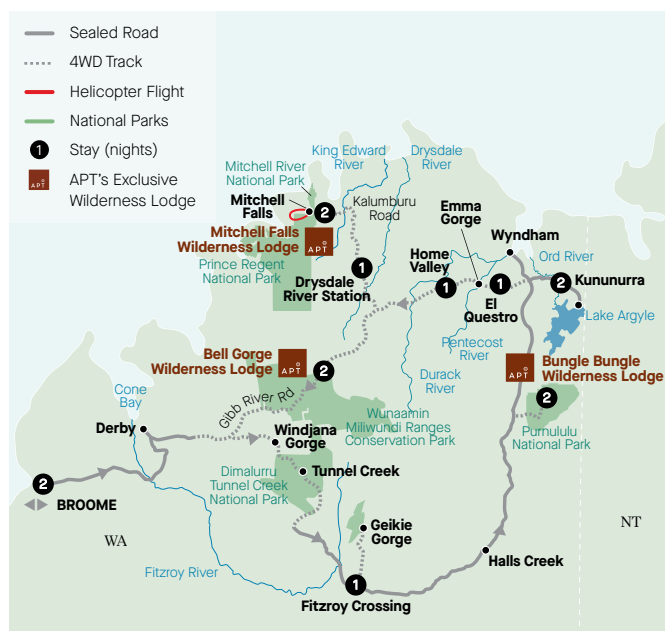 Sealed Road
4WD Track
Helicopter Flight
National Parks
1 Stay (nights)
APT
APT's Exclusive
Wilderness Lodge
King Edward
River
Drysdale
River
Mitchell River
National Park
Mitchell
Falls
2
Kalumburu
Road
Mitchell Falls
Wilderness Lodge
APT
Prince Regent
National Park
Drysdale
River Station
1
Emma
Gorge
Home
Valley
1
1
El
Questro
Wyndham
Ord River
2
Kununurra
Lake Argyle
Pentecost
River
Durack
River
Bell Gorge
Wilderness Lodge
APT
2
APT
Bungle Bungle
Wilderness Lodge
2
Purnululu
National Park
Cone
Bay
Gibb River Rd
Wunaamin
Miliwundi Ranges
Conservation Park
Derby
Windjana
Gorge
Tunnel Creek
Dimalurru
Tunnel Creek
National Park
2
BROOME
Geikie
Gorge
WA
NT
Fitzroy River
Halls Creek
1
Fitzroy Crossing